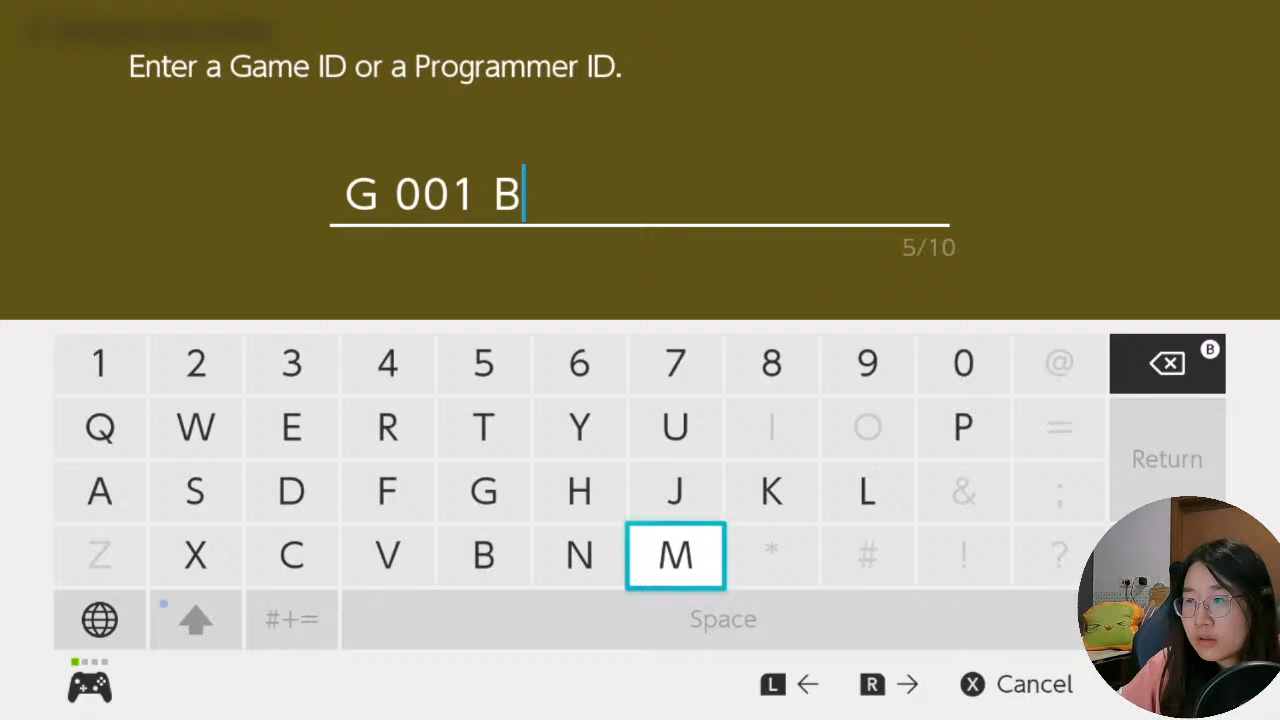 Enter a Game ID or a Programmer ID.
G 001 B
5/10
1 2 3 4 5 6 7 8 9 0 @ B
Q W E R T Y U I O P =
Return
A S D F G H J K L & ;
Z X C V B N M * # ! ?
#+= Space
L ← R → X Cancel